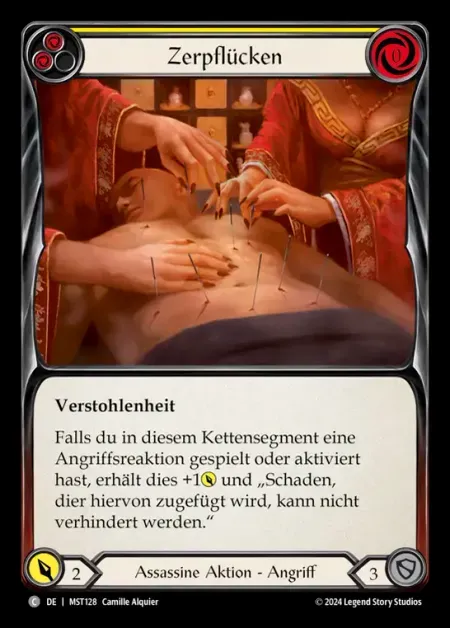 Zerpflücken
0
Verstohlenheit
Falls du in diesem Kettensegment eine
Angriffsreaktion gespielt oder aktiviert
hast, erhält dies +1 und „Schaden,
dier hiervon zugefügt wird, kann nicht
verhindert werden.“
2 Assassine Aktion - Angriff 3
C DE | MST128 Camille Alquier © 2024 Legend Story Studios